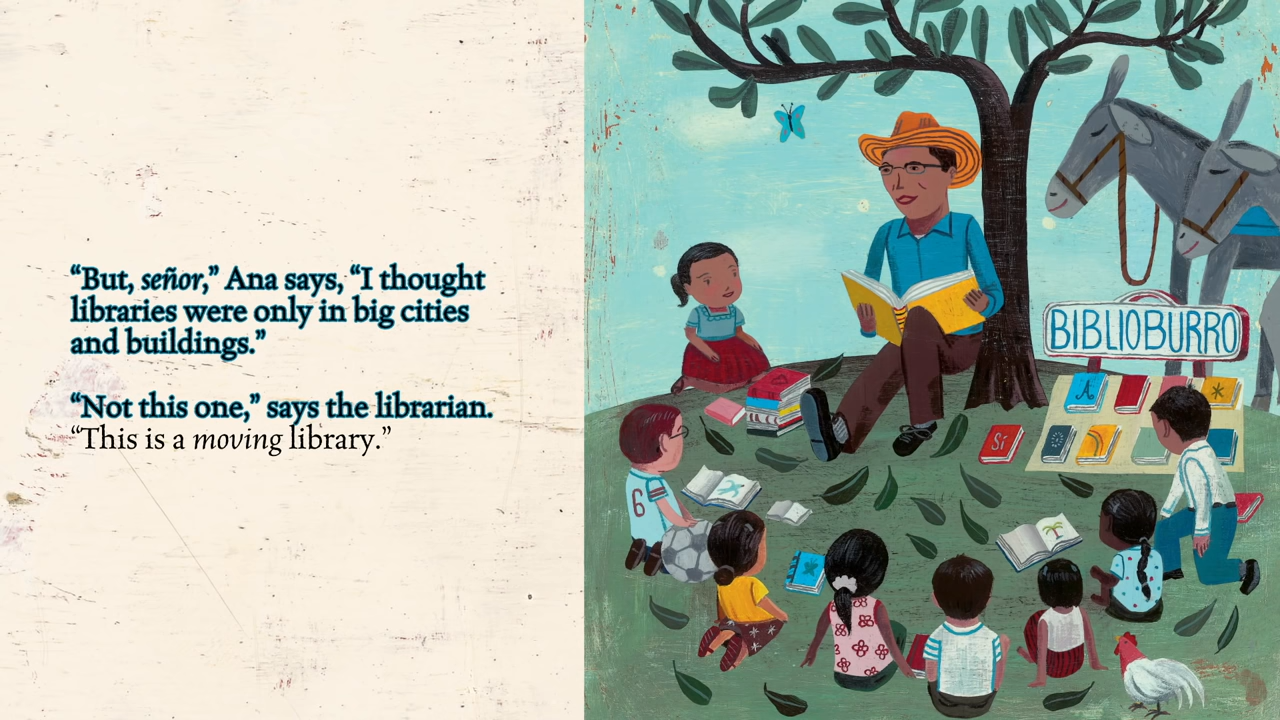 “But, señor,” Ana says, “I thought
libraries were only in big cities
and buildings.”
“Not this one,” says the librarian.
“This is a moving library.”
BIBLIOBURRO
A
Sí
6